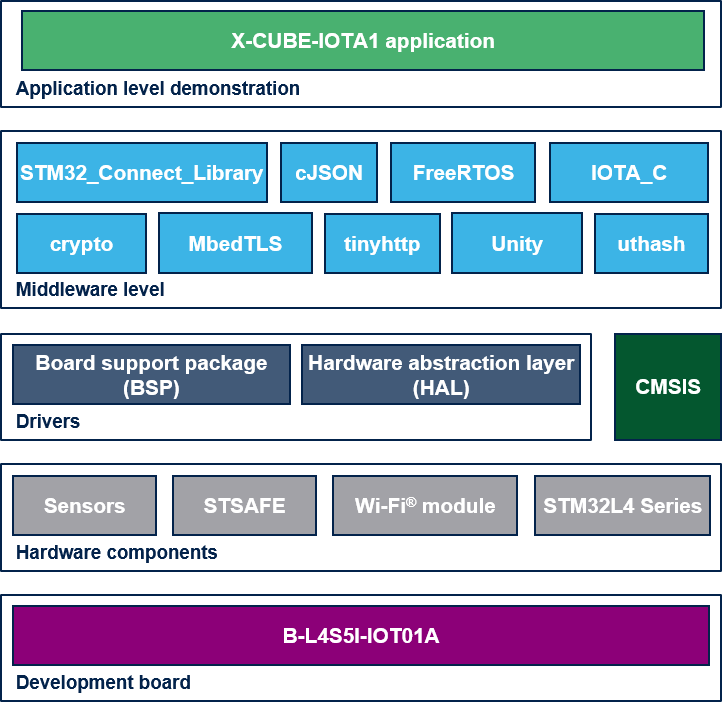 X-CUBE-IOTA1 application
Application level demonstration
STM32_Connect_Library
cJSON
FreeRTOS
IOTA_C
crypto
MbedTLS
tinyhttp
Unity
uthash
Middleware level
Board support package
(BSP)
Hardware abstraction layer
(HAL)
Drivers
CMSIS
Sensors
STSAFE
Wi-Fi® module
STM32L4 Series
Hardware components
B-L4S5I-IOT01A
Development board